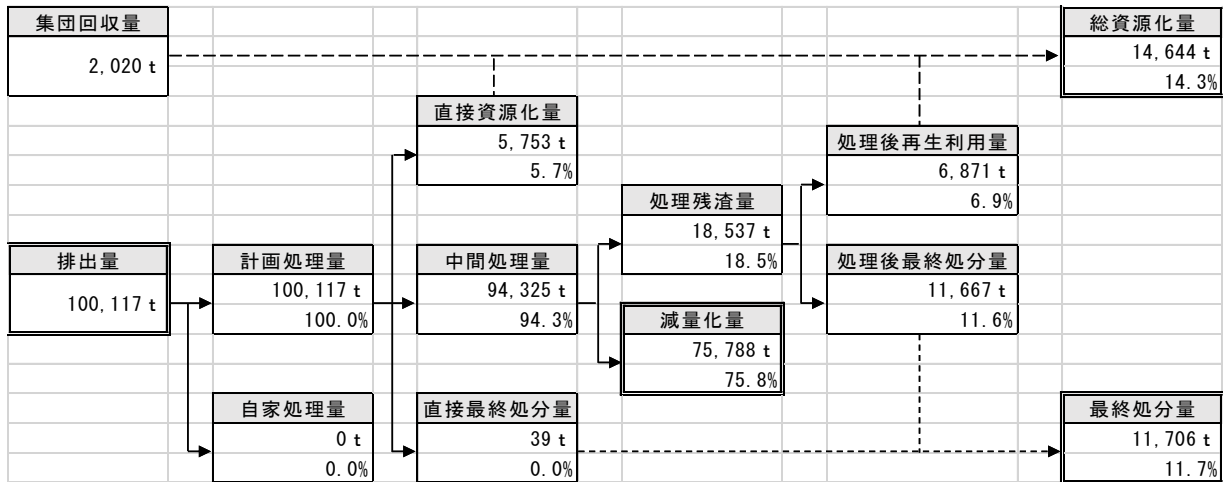 集団回収量
2,020 t
総資源化量
14,644 t
14.3%
直接資源化量
5,753 t
5.7%
処理後再生利用量
6,871 t
6.9%
処理残渣量
18,537 t
18.5%
排出量
100,117 t
計画処理量
100,117 t
100.0%
中間処理量
94,325 t
94.3%
処理後最終処分量
11,667 t
11.6%
減量化量
75,788 t
75.8%
自家処理量
0 t
0.0%
直接最終処分量
39 t
0.0%
最終処分量
11,706 t
11.7%